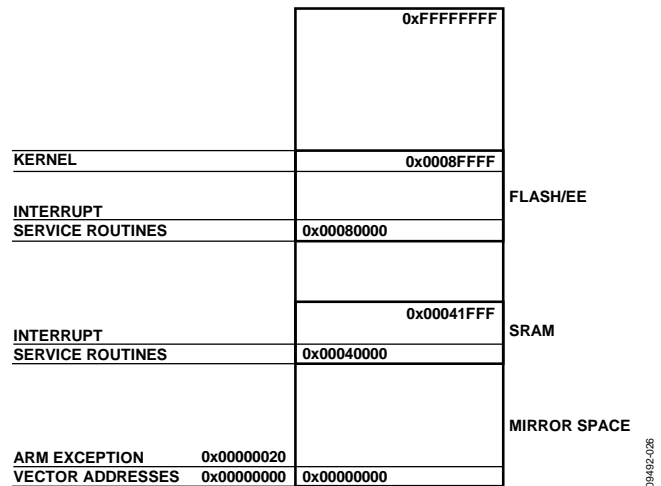 0xFFFFFFFF
KERNEL 0x0008FFFF
FLASH/EE
INTERRUPT
SERVICE ROUTINES 0x00080000
0x00041FFF
SRAM
INTERRUPT
SERVICE ROUTINES 0x00040000
MIRROR SPACE
ARM EXCEPTION 0x00000020
VECTOR ADDRESSES 0x00000000 0x00000000
09492-026